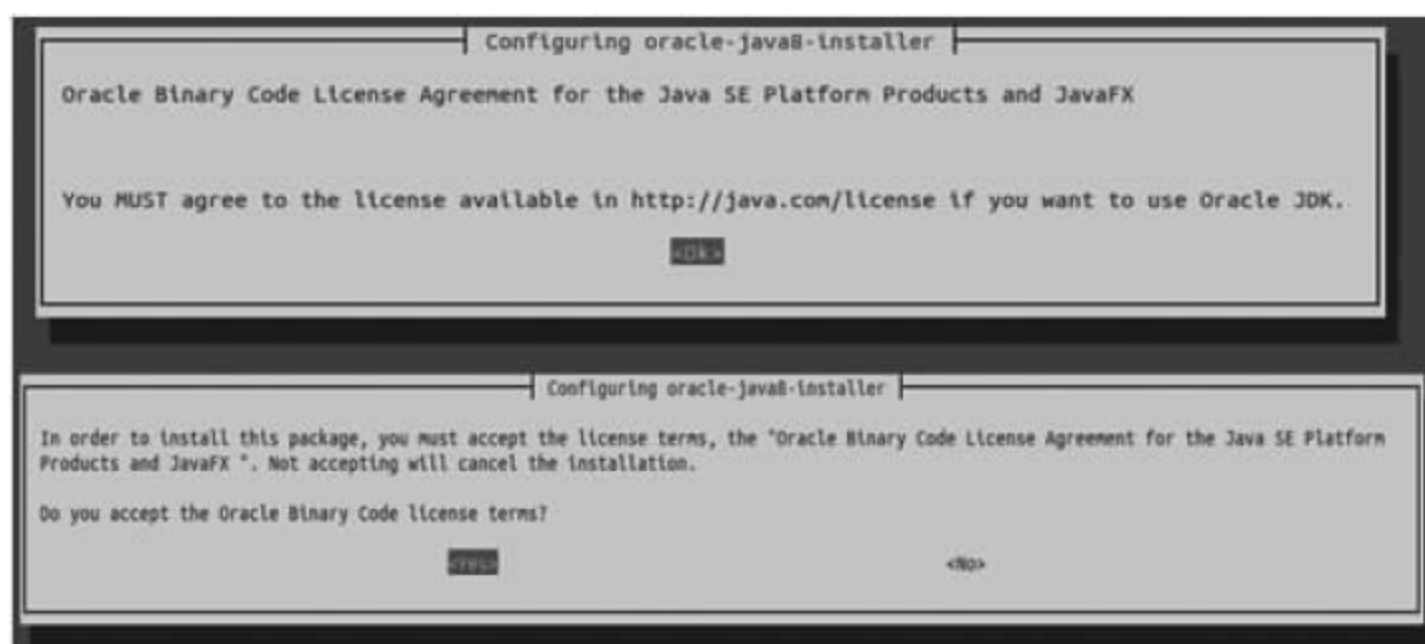 Configuring oracle-java8-installer
Oracle Binary Code License Agreement for the Java SE Platform Products and JavaFX
You MUST agree to the license available in http://java.com/license if you want to use Oracle JDK.
<Ok>
Configuring oracle-java8-installer
In order to install this package, you must accept the license terms, the "Oracle Binary Code License Agreement for the Java SE Platform
Products and JavaFX ". Not accepting will cancel the installation.
Do you accept the Oracle Binary Code license terms?
<Yes> <No>